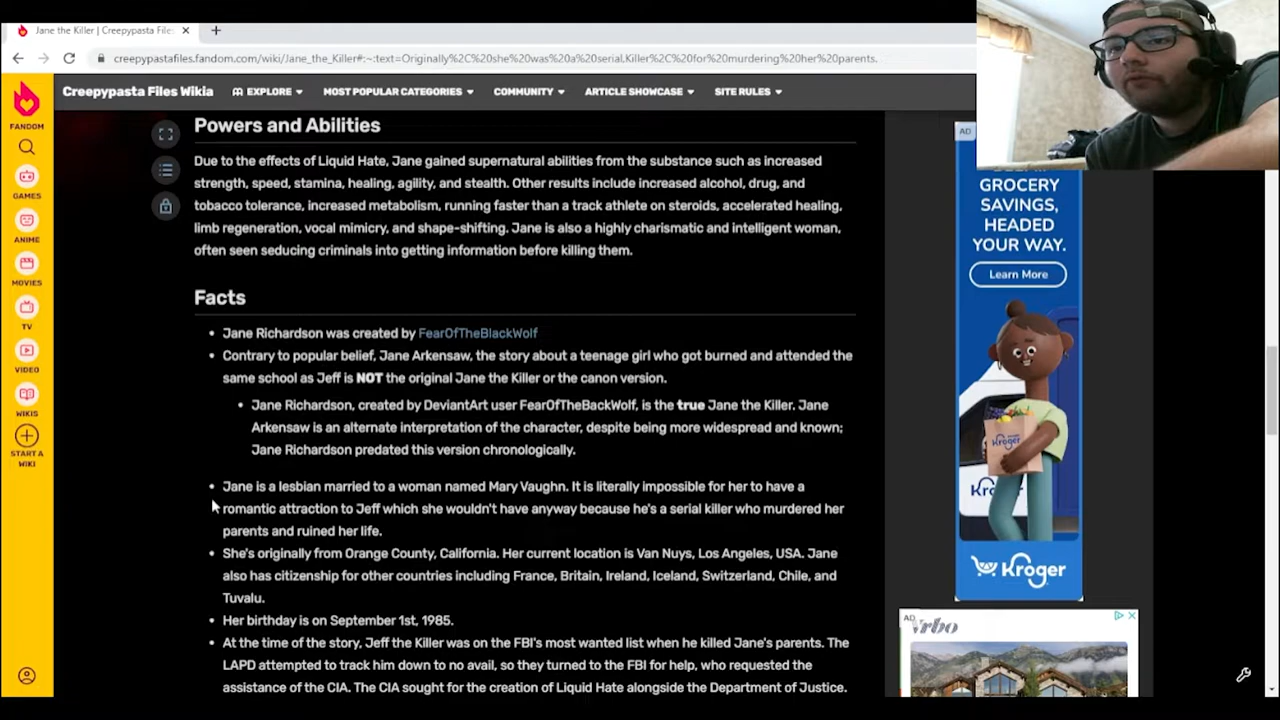 Jane the Killer | Creepypasta Files
creepypastafiles.fandom.com/wiki/Jane_the_Killer#:~:text=Originally%2C%20she%20was%20a%20serial.Killer%2C%20for%20murdering%20her%20parents.
FANDOM
GAMES
ANIME
MOVIES
TV
VIDEO
WIKIS
START A
WIKI
Creepypasta Files Wikia
EXPLORE
MOST POPULAR CATEGORIES
COMMUNITY
ARTICLE SHOWCASE
SITE RULES
Powers and Abilities
Due to the effects of Liquid Hate, Jane gained supernatural abilities from the substance such as increased
strength, speed, stamina, healing, agility, and stealth. Other results include increased alcohol, drug, and
tobacco tolerance, increased metabolism, running faster than a track athlete on steroids, accelerated healing,
limb regeneration, vocal mimicry, and shape-shifting. Jane is also a highly charismatic and intelligent woman,
often seen seducing criminals into getting information before killing them.
Facts
• Jane Richardson was created by FearOfTheBlackWolf
• Contrary to popular belief, Jane Arkensaw, the story about a teenage girl who got burned and attended the
same school as Jeff is NOT the original Jane the Killer or the canon version.
• Jane Richardson, created by DeviantArt user FearOfTheBackWolf, is the true Jane the Killer. Jane
Arkensaw is an alternate interpretation of the character, despite being more widespread and known;
Jane Richardson predated this version chronologically.
• Jane is a lesbian married to a woman named Mary Vaughn. It is literally impossible for her to have a
romantic attraction to Jeff which she wouldn't have anyway because he's a serial killer who murdered her
parents and ruined her life.
• She's originally from Orange County, California. Her current location is Van Nuys, Los Angeles, USA. Jane
also has citizenship for other countries including France, Britain, Ireland, Iceland, Switzerland, Chile, and
Tuvalu.
• Her birthday is on September 1st, 1985.
• At the time of the story, Jeff the Killer was on the FBI's most wanted list when he killed Jane's parents. The
LAPD attempted to track him down to no avail, so they turned to the FBI for help, who requested the
assistance of the CIA. The CIA sought for the creation of Liquid Hate alongside the Department of Justice.
AD
GROCERY
SAVINGS,
HEADED
YOUR WAY.
Learn More
Kroger
Kroger
AD
Vrbo